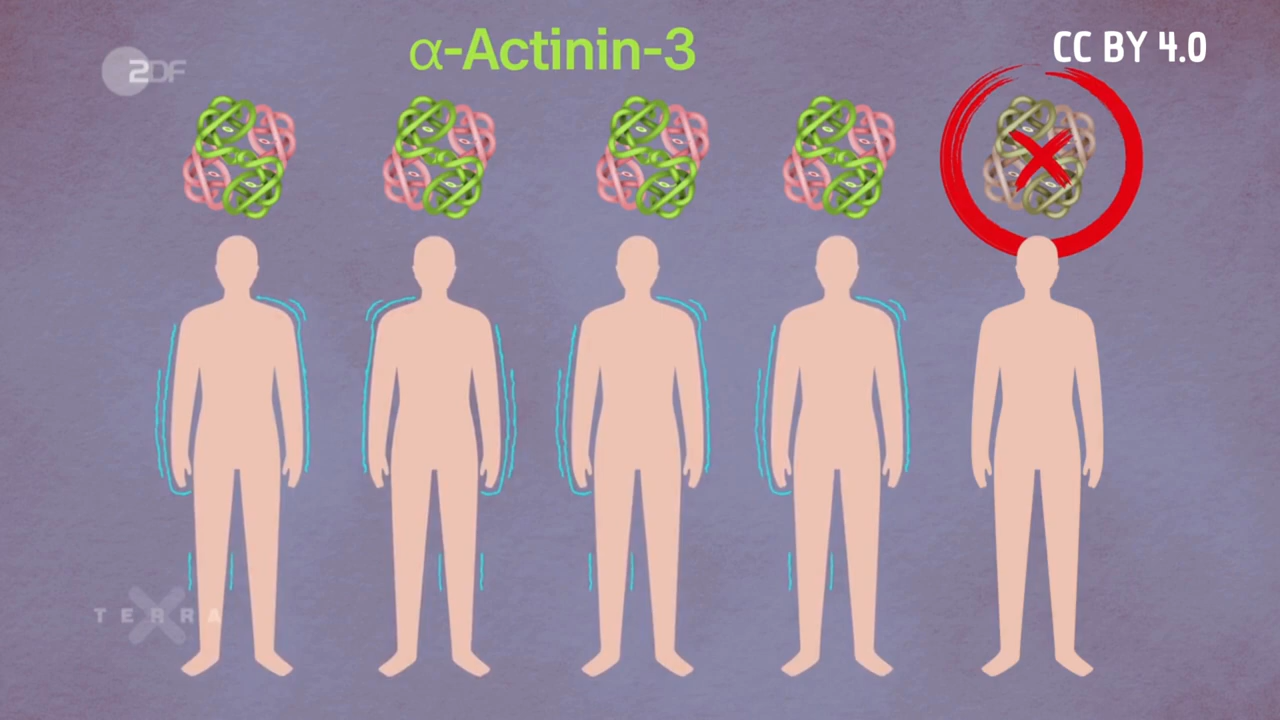 α-Actinin-3
CC BY 4.0
2DF
TERRA